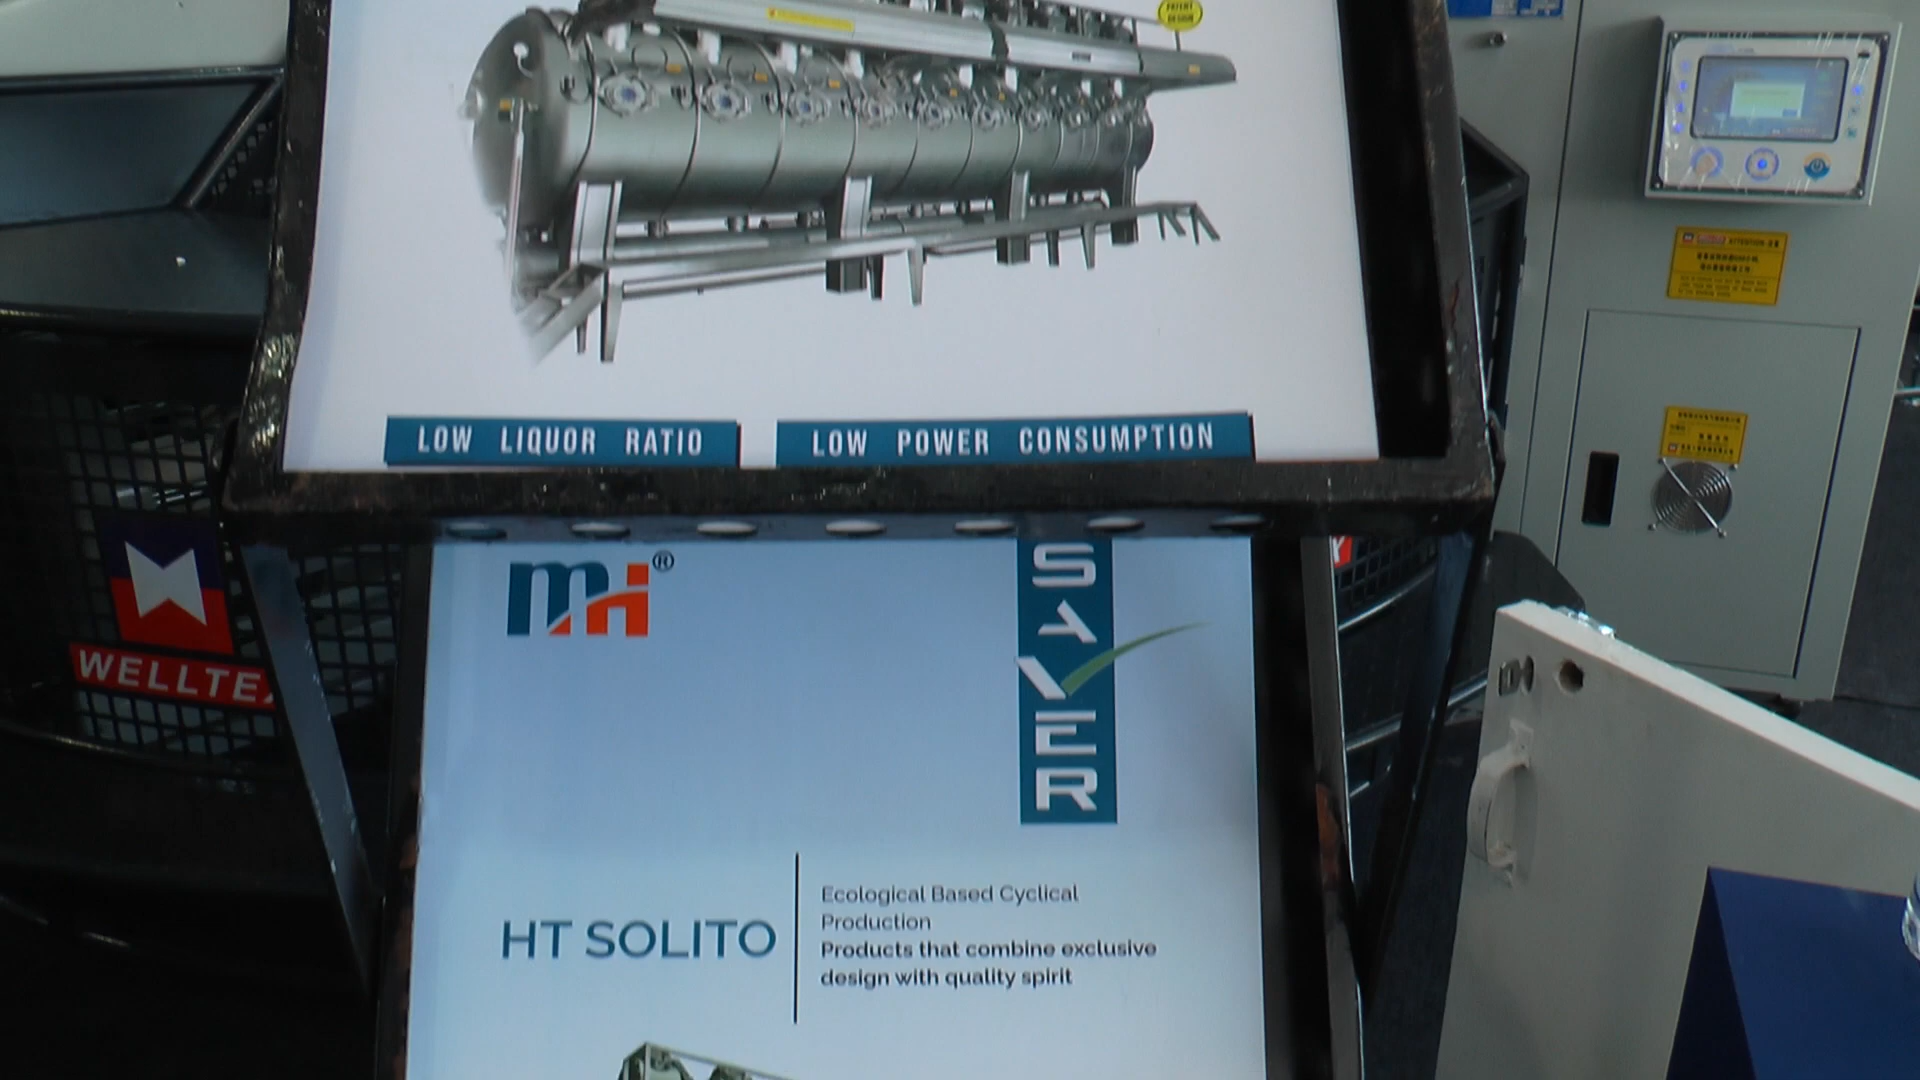 PATENT
DESIGN
LOW LIQUOR RATIO
LOW POWER CONSUMPTION
mH®
SAVER
WELLTEX
HT SOLITO
Ecological Based Cyclical
Production
Products that combine exclusive
design with quality spirit